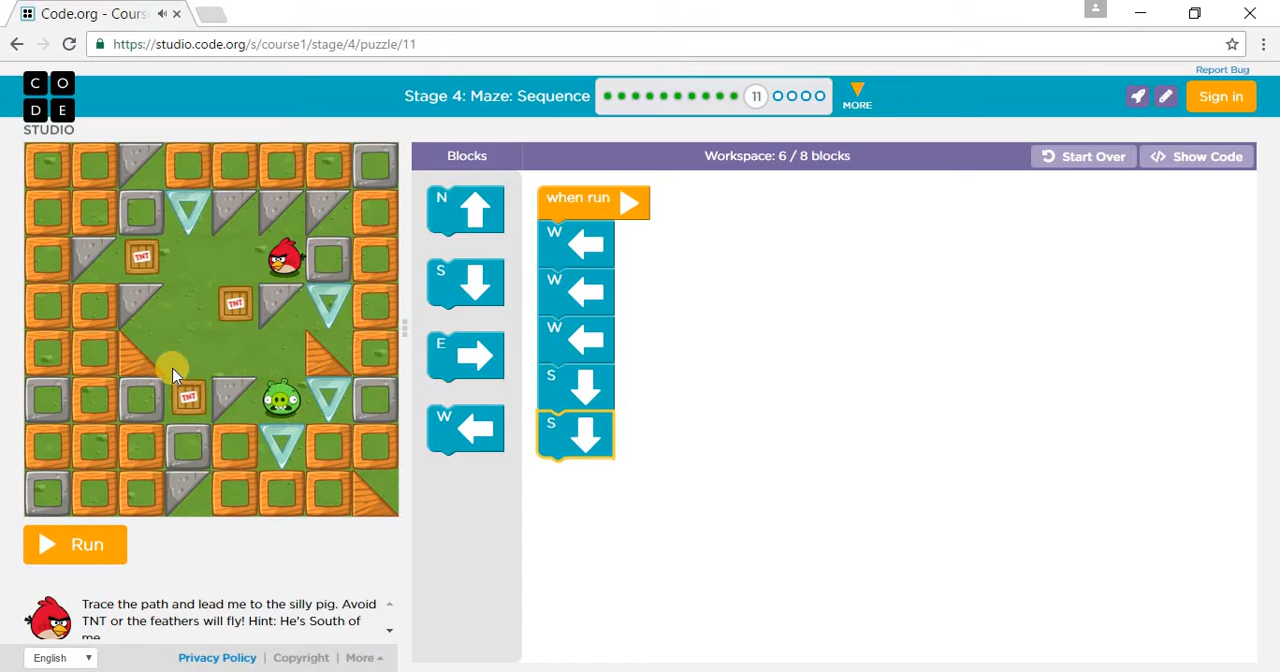 Code.org - Cours
https://studio.code.org/s/course1/stage/4/puzzle/11
Report Bug
C O
D E
STUDIO
Stage 4: Maze: Sequence
11
MORE
Sign in
Blocks
Workspace: 6 / 8 blocks
Start Over
</> Show Code
N
S
E
W
when run
W
W
W
S
S
TNT
TNT
TNT
Run
Trace the path and lead me to the silly pig. Avoid
TNT or the feathers will fly! Hint: He's South of
me.
English
Privacy Policy | Copyright | More